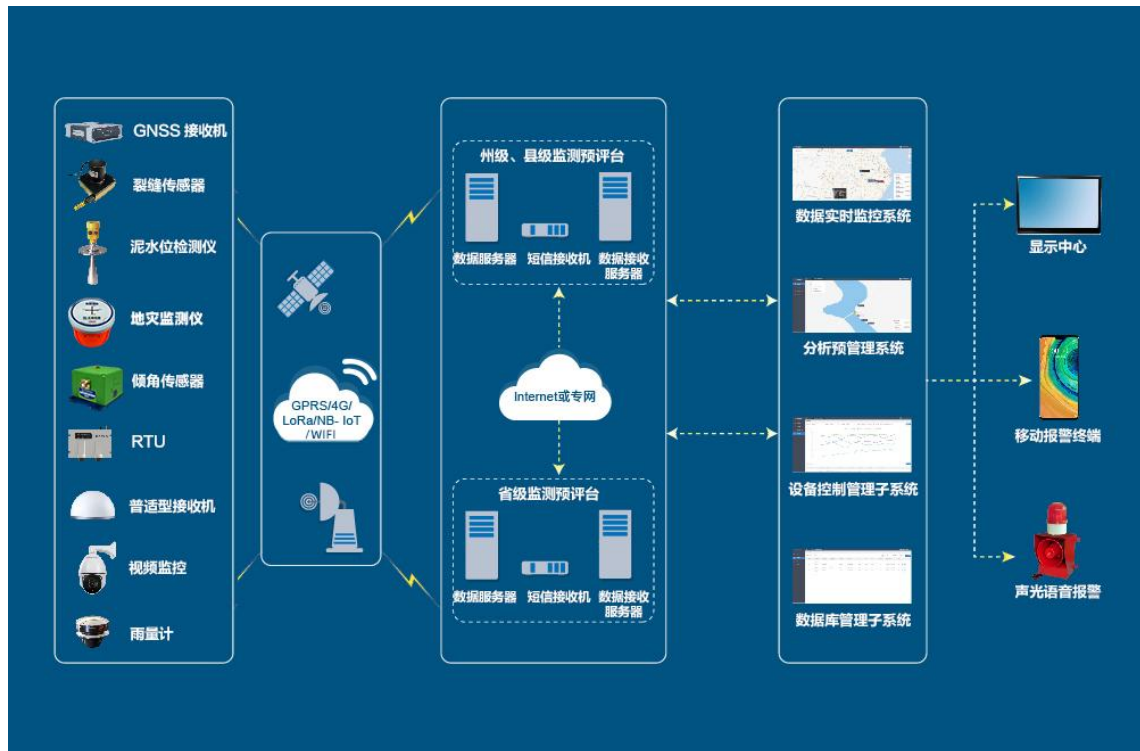 GNSS 接收机
裂缝传感器
泥水位检测仪
地灾监测仪
倾角传感器
RTU
普适型接收机
视频监控
雨量计
GPRS/4G/
LoRa/NB- IoT
/WIFI
州级、县级监测预评台
数据服务器
短信接收机
数据接收
服务器
Internet或专网
省级监测预评台
数据服务器
短信接收机
数据接收
服务器
数据实时监控系统
分析预管理系统
设备控制管理子系统
数据库管理子系统
显示中心
移动报警终端
声光语音报警